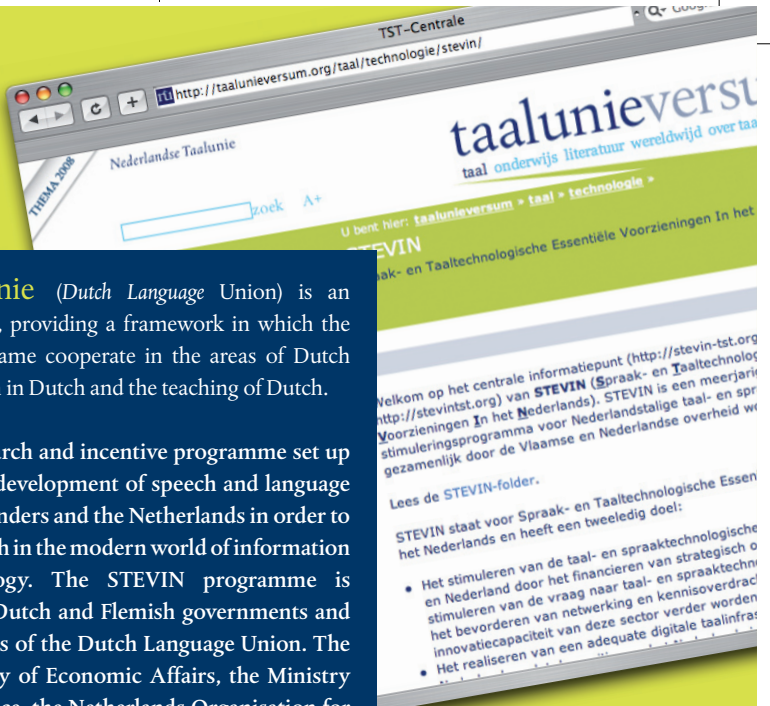 TST-Centrale
http://taalunieversum.org/taal/technologie/stevin/
THEMA 2008
Nederlandse Taalunie
taalunieversu
taal onderwijs literatuur wereldwijd over taa
zoek A+
U bent hier: taalunieversum » taal » technologie »
STEVIN
en Taaltechnologische Essentiële Voorzieningen In het
(Dutch Language Union) is an
, providing a framework in which the
cooperate in the areas of Dutch
in Dutch and the teaching of Dutch.
and incentive programme set up
development of speech and language
and the Netherlands in order to
in the modern world of information
The STEVIN programme is
Dutch and Flemish governments and
of the Dutch Language Union. The
of Economic Affairs, the Ministry
the Netherlands Organisation for
Welkom op het centrale informatiepunt (http://stevin-tst.org
http://stevintst.org) van STEVIN (Spraak- en Taaltechnolog
Voorzieningen In het Nederlands). STEVIN is een meerjarig
stimuleringsprogramma voor Nederlandstalige taal- en spr
gezamenlijk door de Vlaamse en Nederlandse overheid we
Lees de STEVIN-folder.
STEVIN staat voor Spraak- en Taaltechnologische Essen
het Nederlands en heeft een tweeledig doel:
• Het stimuleren van de taal- en spraaktechnologische
en Nederland door het financieren van strategisch o
stimuleren van de vraag naar taal- en spraaktechn
het bevorderen van netwerking en kennisoverdrac
innovatiecapaciteit van deze sector verder worden
• Het realiseren van een adequate digitale taalinfras